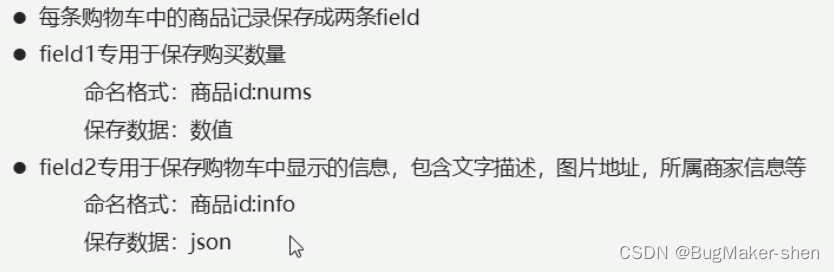 ● 每条购物车中的商品记录保存成两条field
● field1专用于保存购买数量
命名格式：商品id:nums
保存数据：数值
● field2专用于保存购物车中显示的信息，包含文字描述，图片地址，所属商家信息等
命名格式：商品id:info
保存数据：json
CSDN @BugMaker-shen